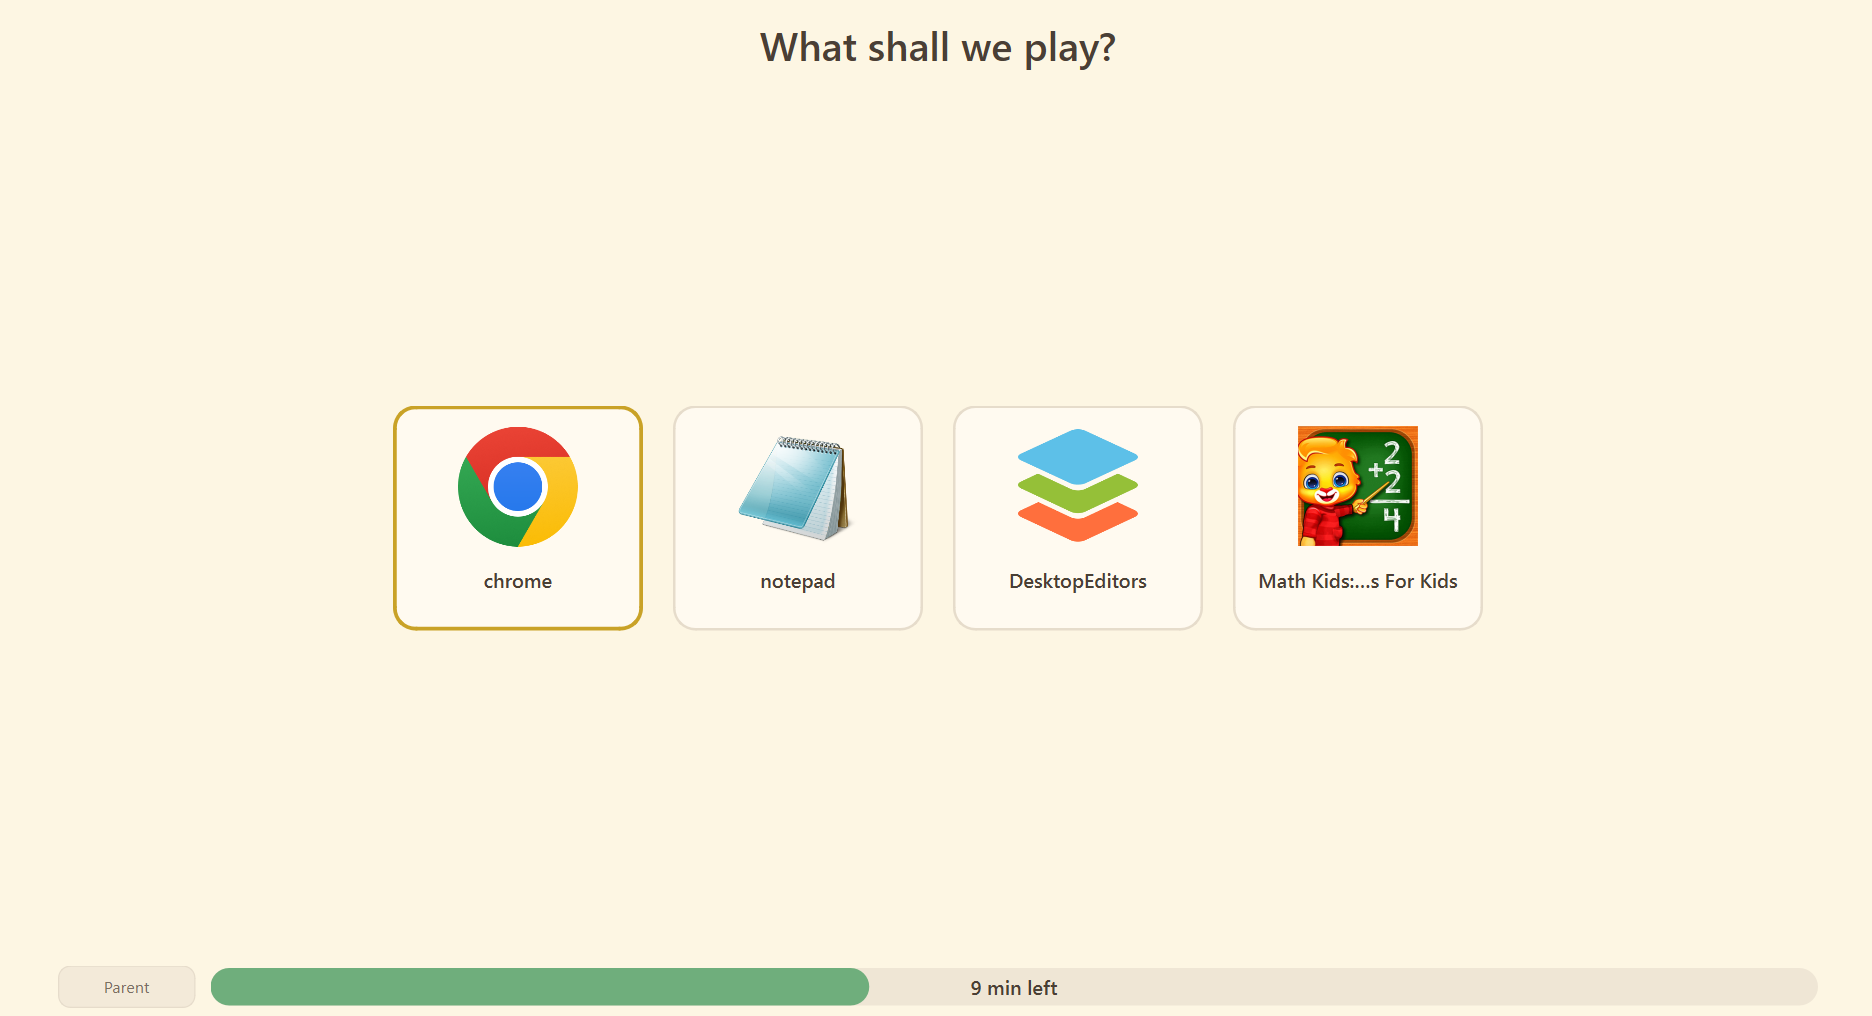 What shall we play?
2
+2
4
chrome
notepad
DesktopEditors
Math Kids:...s For Kids
Parent
9 min left